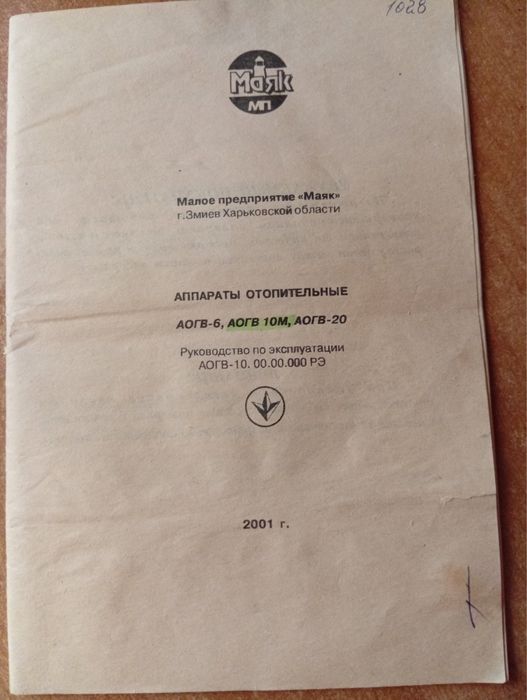 1028
Маяк
МП
Малое предприятие «Маяк»
г.Змиев Харьковской области
АППАРАТЫ ОТОПИТЕЛЬНЫЕ
АОГВ-6, АОГВ 10М, АОГВ-20
Руководство по эксплуатации
АОГВ-10. 00.00.000 РЭ
2001 г.